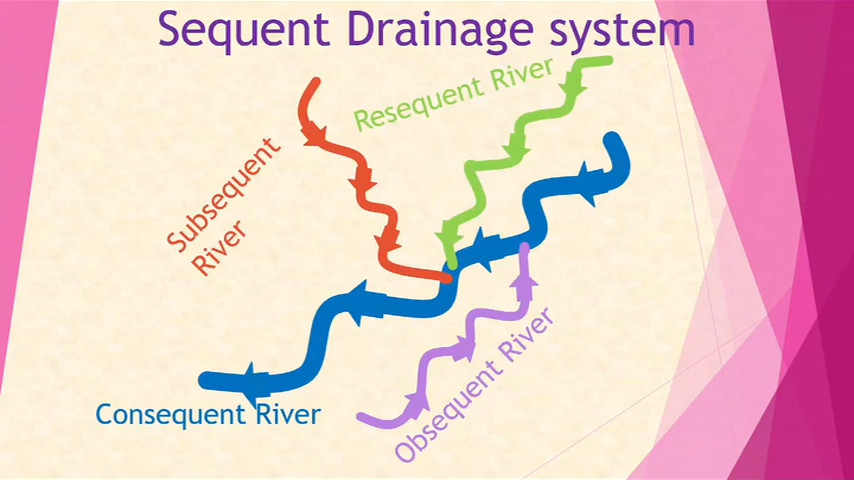 Sequent Drainage system
Resequent River
Subsequent
River
Obsequent River
Consequent River